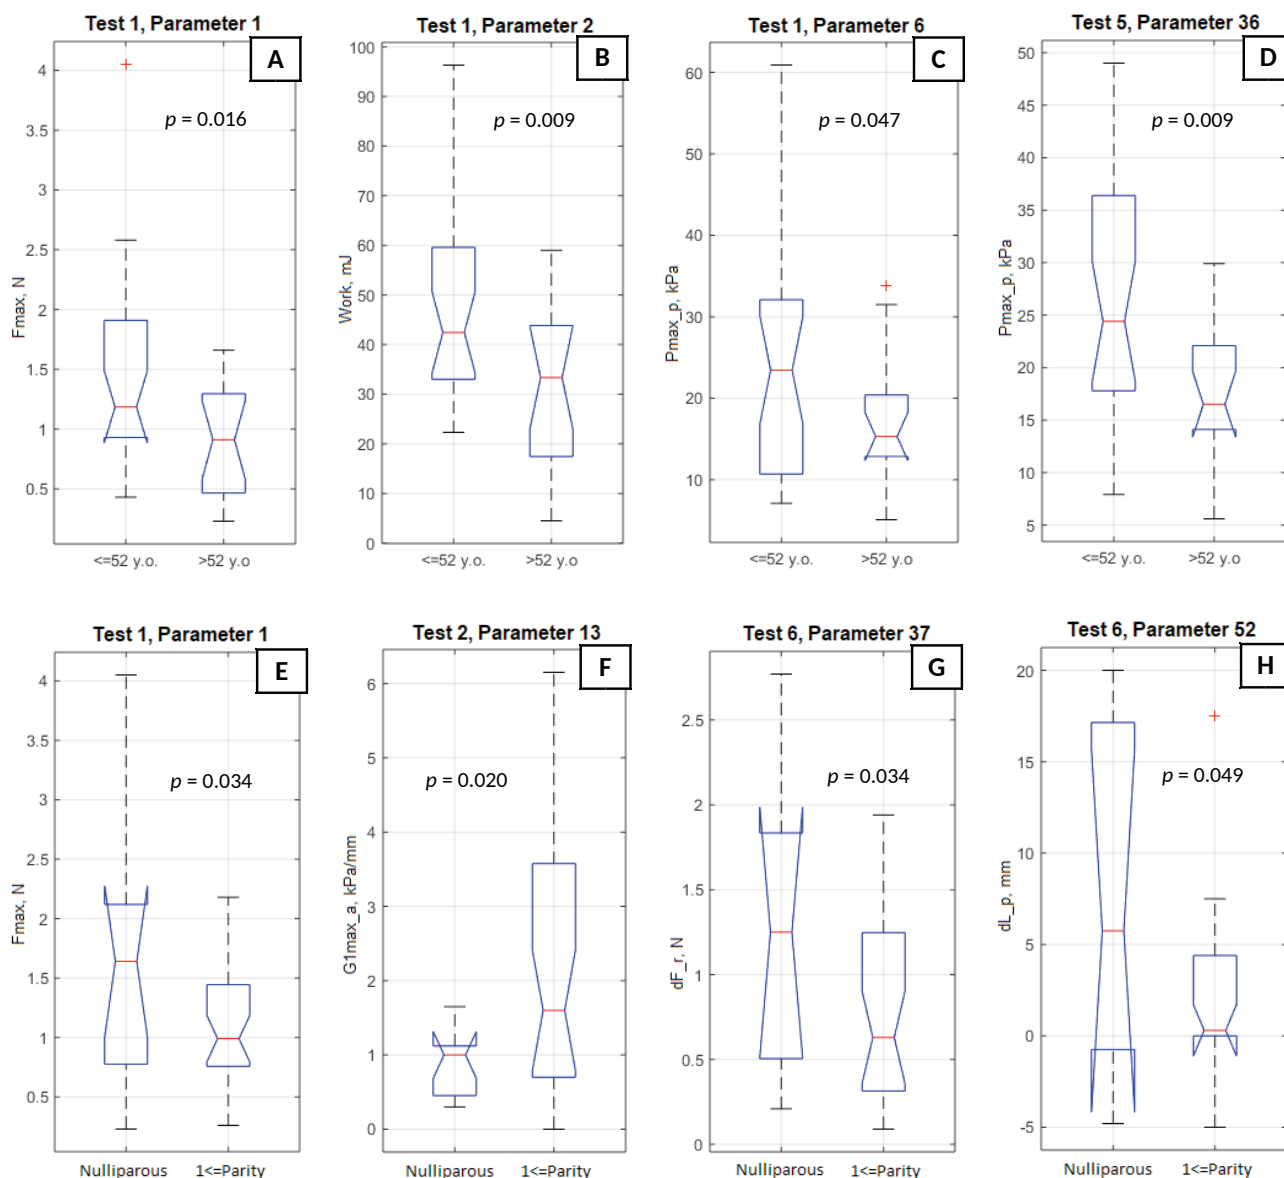 Test 1, Parameter 1
A
p = 0.016
Fmax, N
4
3.5
3
2.5
2
1.5
1
0.5
<=52 y.o.
>52 y.o
Test 1, Parameter 2
B
p = 0.009
Work, mJ
100
90
80
70
60
50
40
30
20
10
0
<=52 y.o.
>52 y.o
Test 1, Parameter 6
C
p = 0.047
Pmax_p, kPa
60
50
40
30
20
10
<=52 y.o.
>52 y.o.
Test 5, Parameter 36
D
p = 0.009
Pmax_p, kPa
50
45
40
35
30
25
20
15
10
5
<=52 y.o.
>52 y.o.
Test 1, Parameter 1
E
p = 0.034
Fmax, N
4
3.5
3
2.5
2
1.5
1
0.5
Nulliparous
1<=Parity
Test 2, Parameter 13
F
p = 0.020
G1max_a, kPa/mm
6
5
4
3
2
1
0
Nulliparous
1<=Parity
Test 6, Parameter 37
G
p = 0.034
dF_r, N
2.5
2
1.5
1
0.5
0
Nulliparous
1<=Parity
Test 6, Parameter 52
H
p = 0.049
dL_p, mm
20
15
10
5
0
-5
Nulliparous
1<=Parity